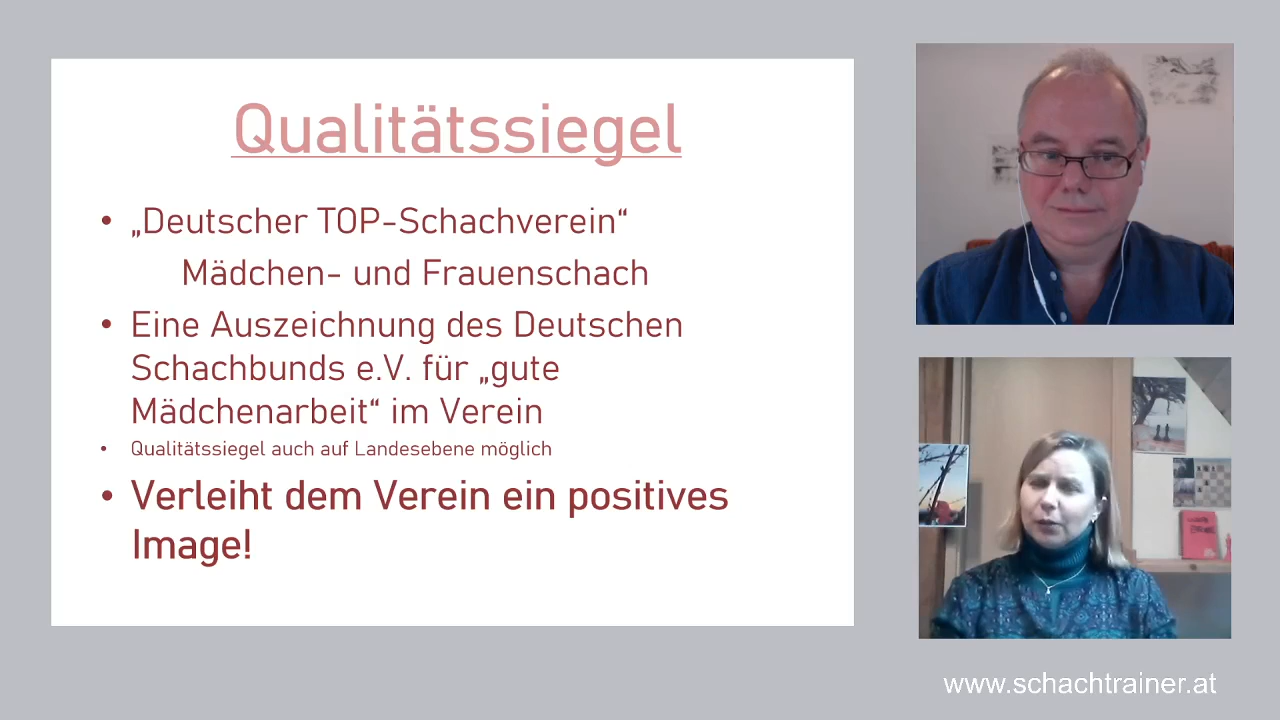 Qualitätssiegel
• „Deutscher TOP-Schachverein“
Mädchen- und Frauenschach
• Eine Auszeichnung des Deutschen
Schachbunds e.V. für „gute
Mädchenarbeit“ im Verein
• Qualitätssiegel auch auf Landesebene möglich
• Verleiht dem Verein ein positives
Image!
www.schachtrainer.at